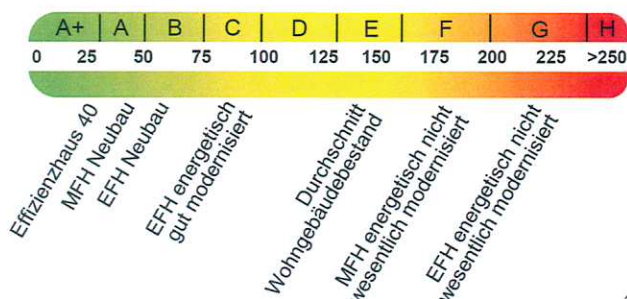 A+ A B C D E F G H
0 25 50 75 100 125 150 175 200 225 >250
Effizienzhaus 40
MFH Neubau
EFH Neubau
EFH energetisch
gut modernisiert
Durchschnitt
Wohngebäudebestand
MFH energetisch nicht
wesentlich modernisiert
EFH energetisch nicht
wesentlich modernisiert